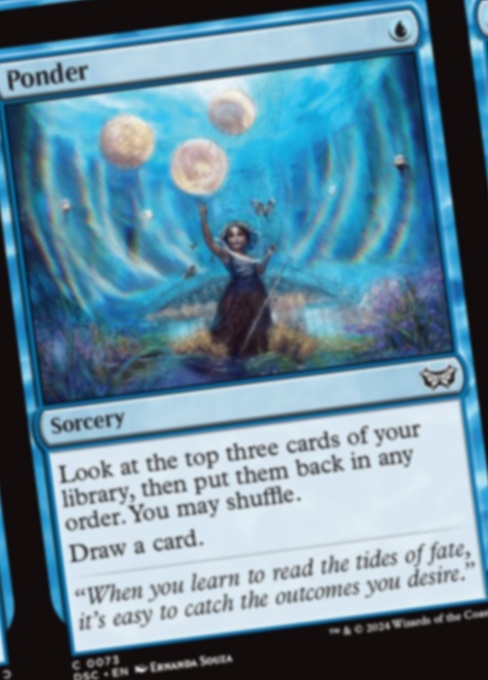 Ponder
Sorcery
Look at the top three cards of your
library, then put them back in any
order. You may shuffle.
Draw a card.
“When you learn to read the tides of fate,
it’s easy to catch the outcomes you desire.”
C 0073
™ & © 2024 Wizards of the Coast
DSC • EN Ernanda Souza